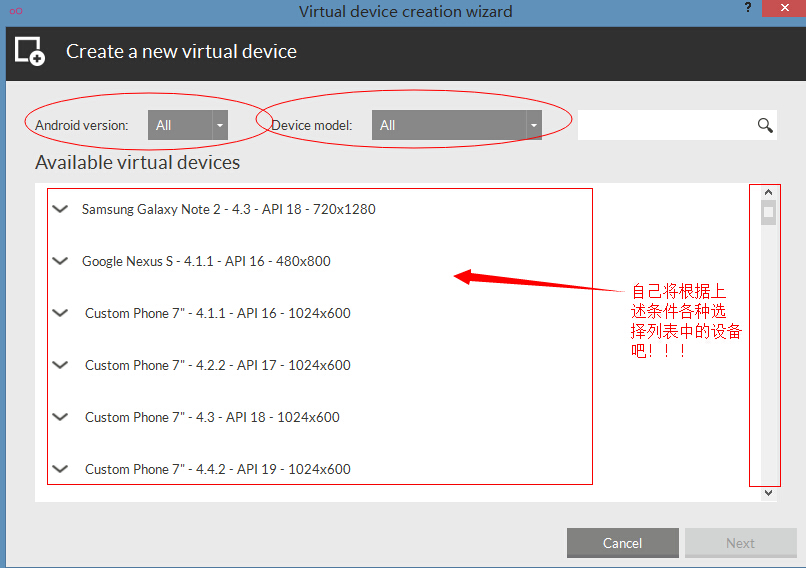 Virtual device creation wizard
?
Create a new virtual device
Android version:
All
Device model:
All
Available virtual devices
Samsung Galaxy Note 2 - 4.3 - API 18 - 720x1280
Google Nexus S - 4.1.1 - API 16 - 480x800
Custom Phone 7" - 4.1.1 - API 16 - 1024x600
Custom Phone 7" - 4.2.2 - API 17 - 1024x600
Custom Phone 7" - 4.3 - API 18 - 1024x600
Custom Phone 7" - 4.4.2 - API 19 - 1024x600
自己将根据上
述条件各种选
择列表中的设备
吧！！！
Cancel
Next